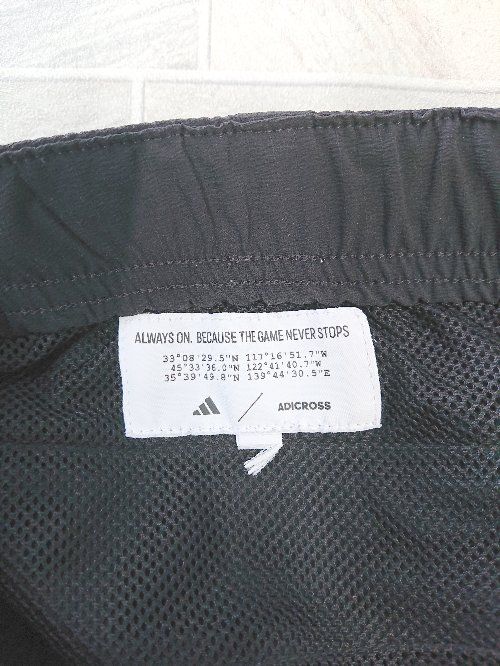 ALWAYS ON. BECAUSE THE GAME NEVER STOPS
33°08'29.5"N 117°16'51.7"W
45°33'36.0"N 122°41'40.7"W
35°39'49.8"N 139°44'30.5"E
/ ADICROSS